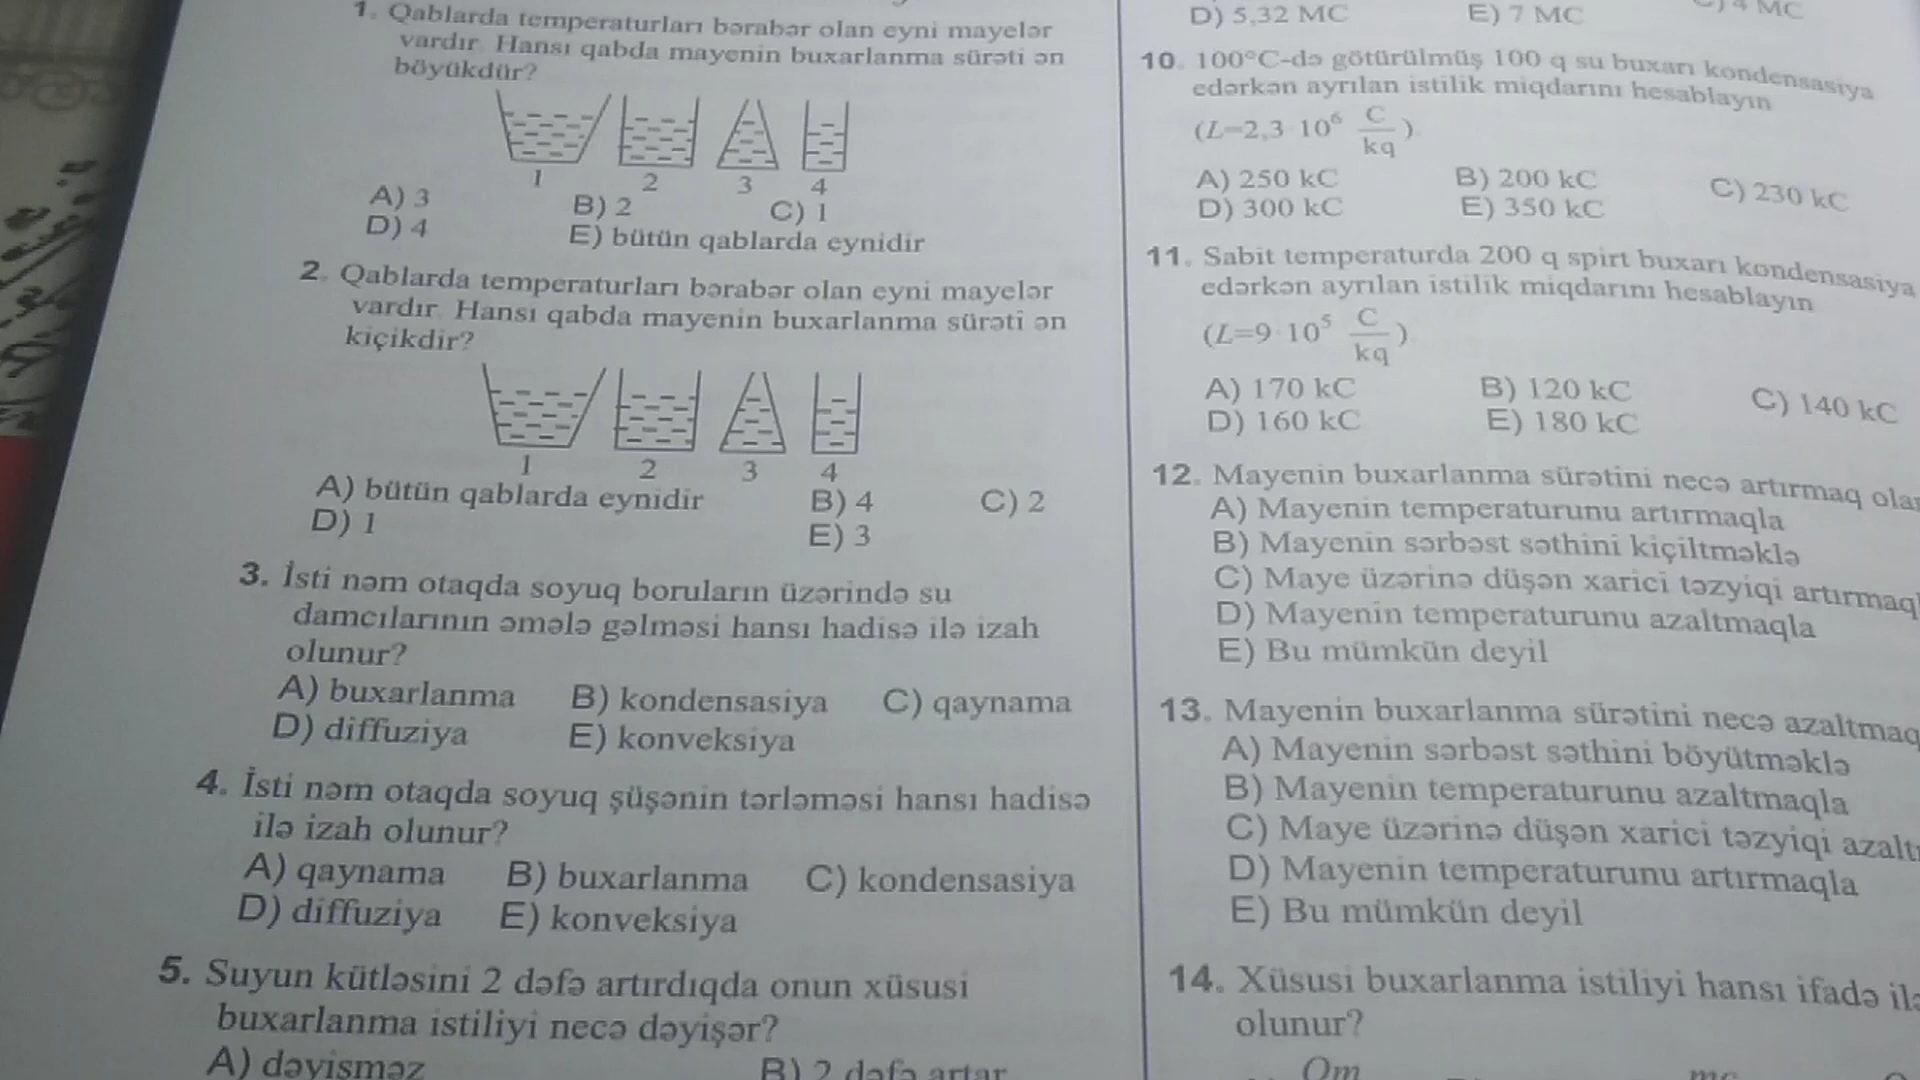 1. Qablarda temperaturları bərabər olan eyni mayelər
vardır. Hansı qabda mayenin buxarlanma sürəti ən
böyükdür?
1 2 3 4
A) 3 B) 2 C) 1
D) 4 E) bütün qablarda eynidir
2. Qablarda temperaturları bərabər olan eyni mayelər
vardır. Hansı qabda mayenin buxarlanma sürəti ən
kiçikdir?
1 2 3 4
A) bütün qablarda eynidir B) 4 C) 2
D) 1 E) 3
3. İsti nəm otaqda soyuq boruların üzərində su
damcılarının əmələ gəlməsi hansı hadisə ilə izah
olunur?
A) buxarlanma B) kondensasiya C) qaynama
D) diffuziya E) konveksiya
4. İsti nəm otaqda soyuq şüşənin tərləməsi hansı hadisə
ilə izah olunur?
A) qaynama B) buxarlanma C) kondensasiya
D) diffuziya E) konveksiya
5. Suyun kütləsini 2 dəfə artırdıqda onun xüsusi
buxarlanma istiliyi necə dəyişər?
A) dəyişməz B) 2 dəfə artar
C) 4 MC
D) 5,32 MC E) 7 MC
10. 100°C-də götürülmüş 100 q su buxarı kondensasiya
edərkən ayrılan istilik miqdarını hesablayın
(L=2,3·10⁶ C/kq).
A) 250 kC B) 200 kC C) 230 kC
D) 300 kC E) 350 kC
11. Sabit temperaturda 200 q spirt buxarı kondensasiya
edərkən ayrılan istilik miqdarını hesablayın
(L=9·10⁵ C/kq).
A) 170 kC B) 120 kC C) 140 kC
D) 160 kC E) 180 kC
12. Mayenin buxarlanma sürətini necə artırmaq olar
A) Mayenin temperaturunu artırmaqla
B) Mayenin sərbəst səthini kiçiltməklə
C) Maye üzərinə düşən xarici təzyiqi artırmaql
D) Mayenin temperaturunu azaltmaqla
E) Bu mümkün deyil
13. Mayenin buxarlanma sürətini necə azaltmaq
A) Mayenin sərbəst səthini böyütməklə
B) Mayenin temperaturunu azaltmaqla
C) Maye üzərinə düşən xarici təzyiqi azaltı
D) Mayenin temperaturunu artırmaqla
E) Bu mümkün deyil
14. Xüsusi buxarlanma istiliyi hansı ifadə ilə
olunur?
Qm